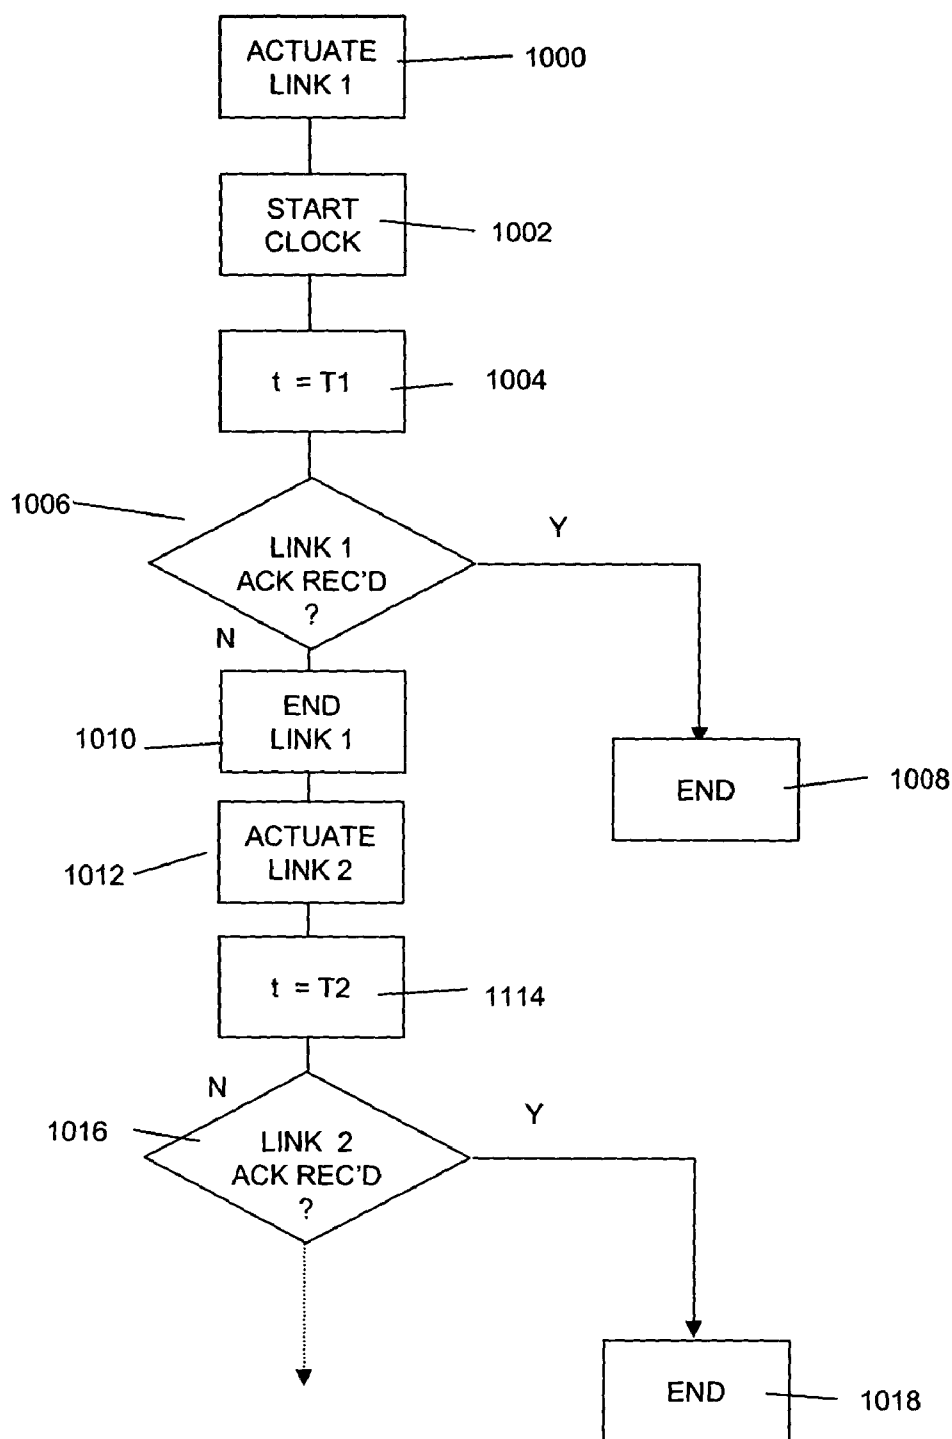 ACTUATE
LINK 1
1000
START
CLOCK
1002
t = T1
1004
1006
LINK 1
ACK REC'D
?
Y
N
END
LINK 1
1010
END
1008
ACTUATE
LINK 2
1012
t = T2
1114
N
1016
LINK 2
ACK REC'D
?
Y
END
1018